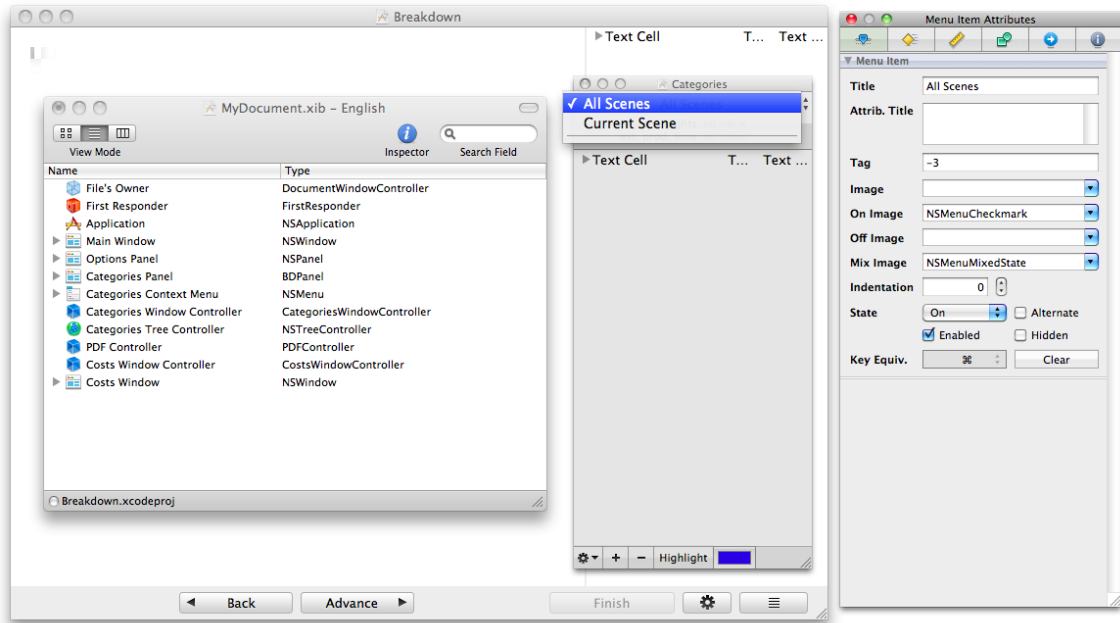 Breakdown
Text Cell T... Text ...
MyDocument.xib – English
View Mode Inspector Search Field
Name Type
File's Owner DocumentWindowController
First Responder FirstResponder
Application NSApplication
Main Window NSWindow
Options Panel NSPanel
Categories Panel BDPanel
Categories Context Menu NSMenu
Categories Window Controller CategoriesWindowController
Categories Tree Controller NSTreeController
PDF Controller PDFController
Costs Window Controller CostsWindowController
Costs Window NSWindow
Breakdown.xcodeproj
Categories
✓ All Scenes
Current Scene
Text Cell T... Text ...
+ − Highlight
Back Advance Finish
Menu Item Attributes
Menu Item
Title All Scenes
Attrib. Title
Tag -3
Image
On Image NSMenuCheckmark
Off Image
Mix Image NSMenuMixedState
Indentation 0
State On Alternate
Enabled Hidden
Key Equiv. ⌘ Clear